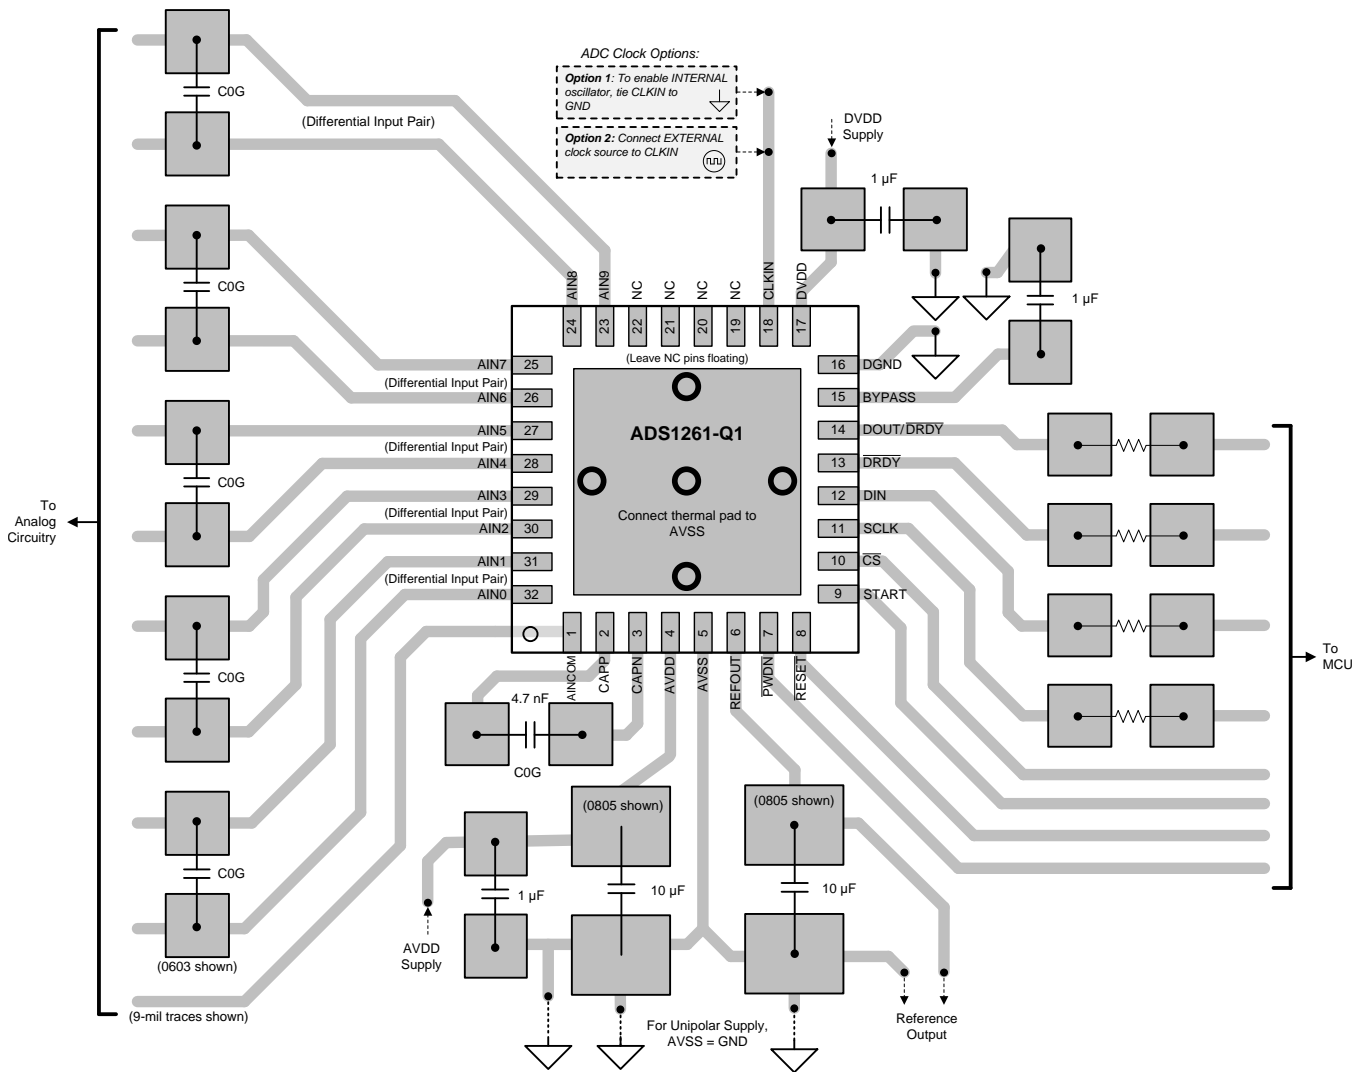 ADC Clock Options:
Option 1: To enable INTERNAL
oscillator, tie CLKIN to
GND
Option 2: Connect EXTERNAL
clock source to CLKIN
DVDD
Supply
1 µF
1 µF
C0G
(Differential Input Pair)
C0G
C0G
C0G
C0G
(0603 shown)
(9-mil traces shown)
To
Analog
Circuitry
AIN8
AIN9
NC
NC
NC
NC
CLKIN
DVDD
24
23
22
21
20
19
18
17
(Leave NC pins floating)
AIN7
25
(Differential Input Pair)
AIN6
26
AIN5
27
(Differential Input Pair)
AIN4
28
AIN3
29
(Differential Input Pair)
AIN2
30
AIN1
31
(Differential Input Pair)
AIN0
32
ADS1261-Q1
Connect thermal pad to
AVSS
16 DGND
15 BYPASS
14 DOUT/DRDY
13 DRDY
12 DIN
11 SCLK
10 CS
9 START
To
MCU
1
2
3
4
5
6
7
8
AINCOM
CAPP
CAPN
AVDD
AVSS
REFOUT
PWDN
RESET
4.7 nF
C0G
(0805 shown)
(0805 shown)
1 µF
10 µF
10 µF
AVDD
Supply
For Unipolar Supply,
AVSS = GND
Reference
Output